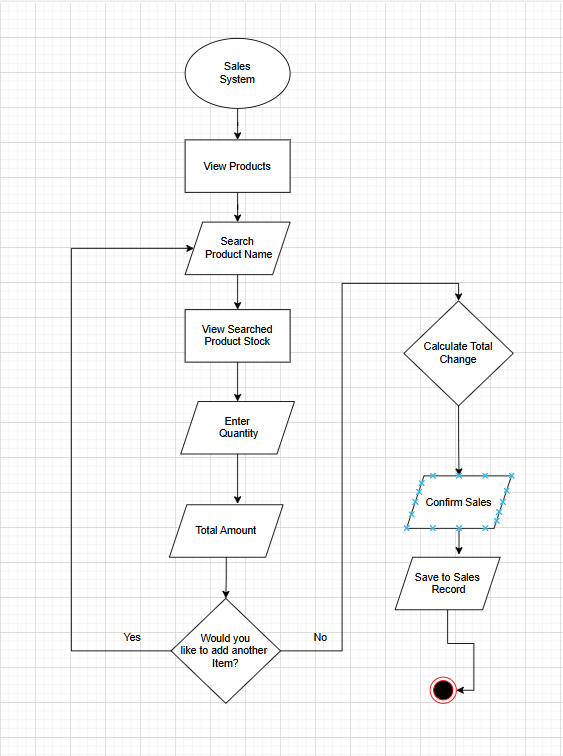 Sales
System
View Products
Search
Product Name
View Searched
Product Stock
Enter
Quantity
Total Amount
Would you
like to add another
Item?
Yes
No
Calculate Total
Change
Confirm Sales
Save to Sales
Record